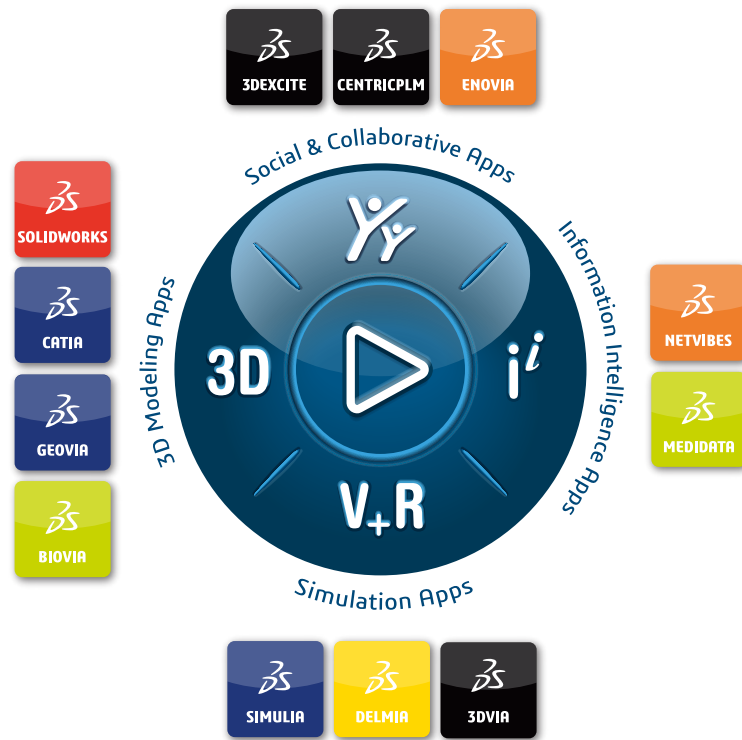 3DS
3DS
3DS
3DEXCITE
CENTRICPLM
ENOVIA
Social & Collaborative Apps
3DS
SOLIDWORKS
3DS
CATIA
3DS
GEOVIA
3DS
BIOVIA
3D Modeling Apps
3D
i i
V+R
Information Intelligence Apps
3DS
NETVIBES
3DS
MEDIDATA
Simulation Apps
3DS
3DS
3DS
SIMULIA
DELMIA
3DVIA